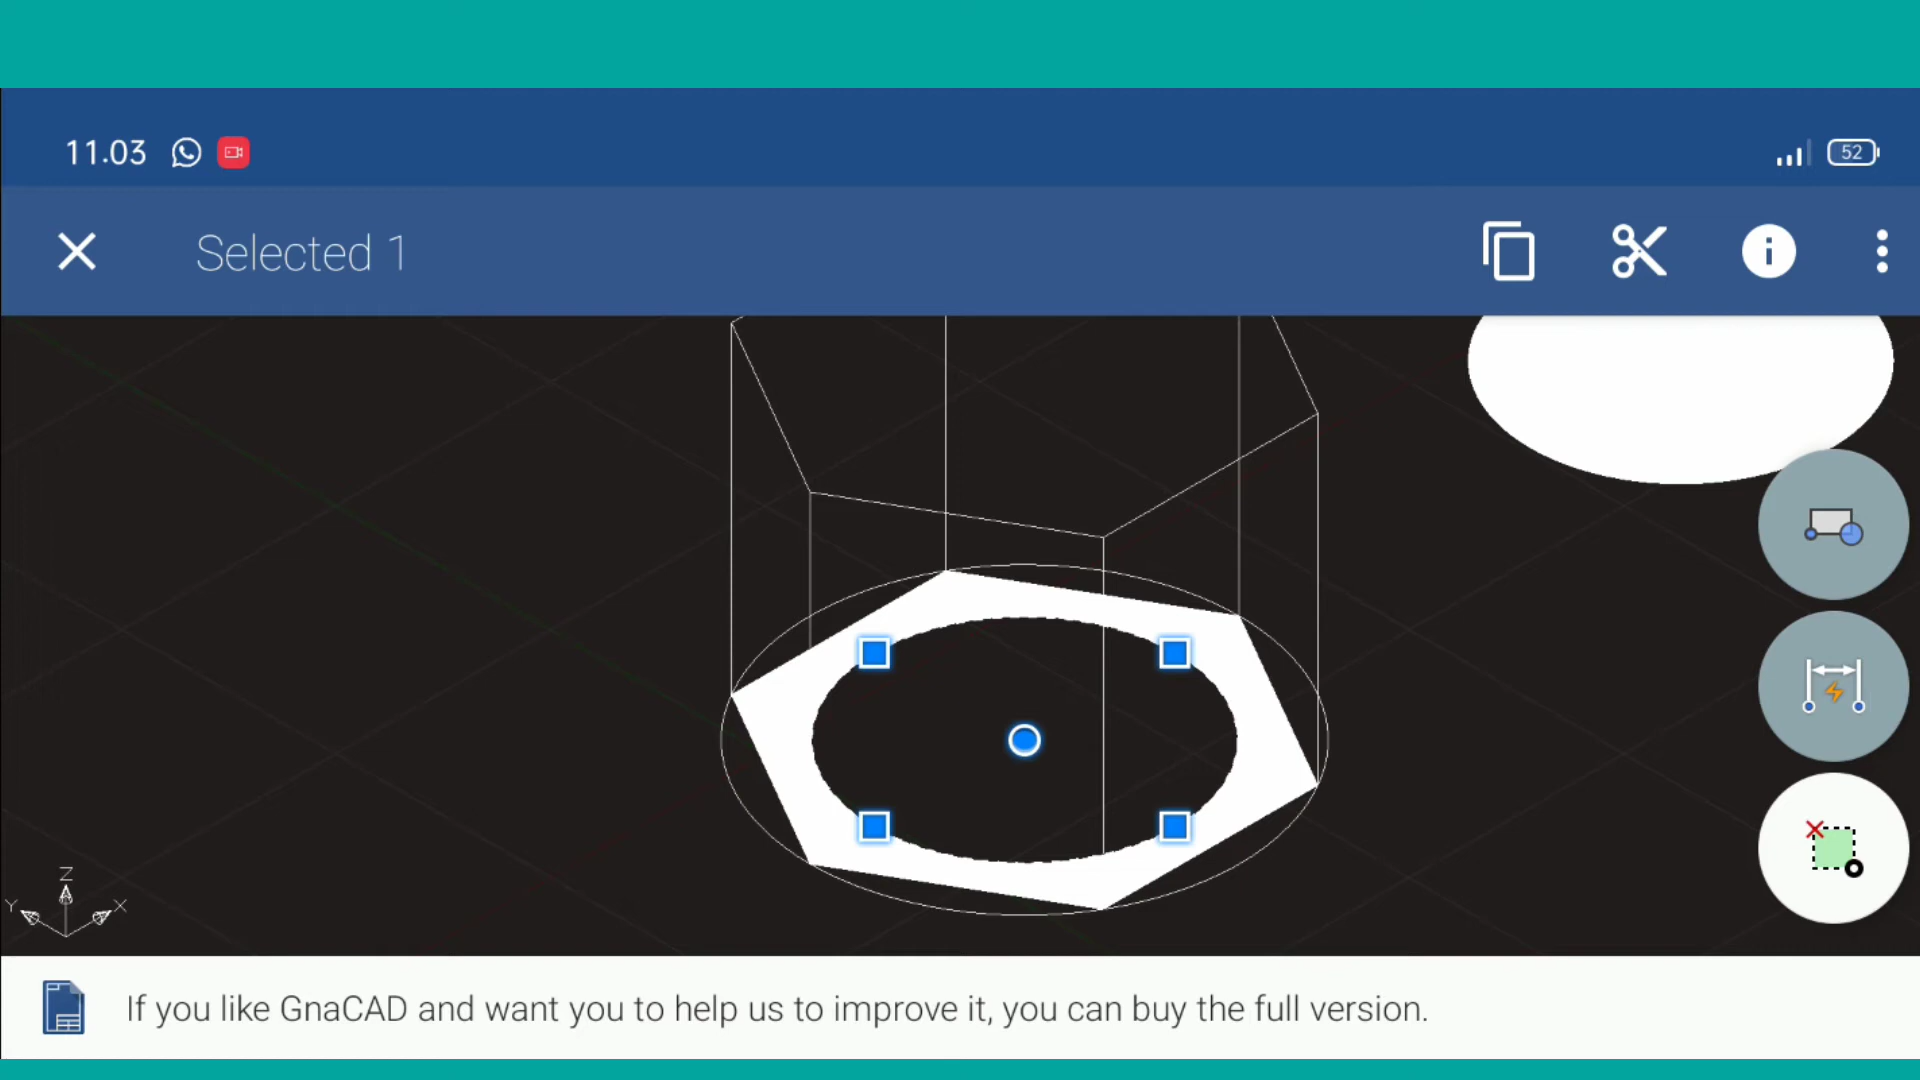 11.03
52
Selected 1
Z
Y
X
If you like GnaCAD and want you to help us to improve it, you can buy the full version.